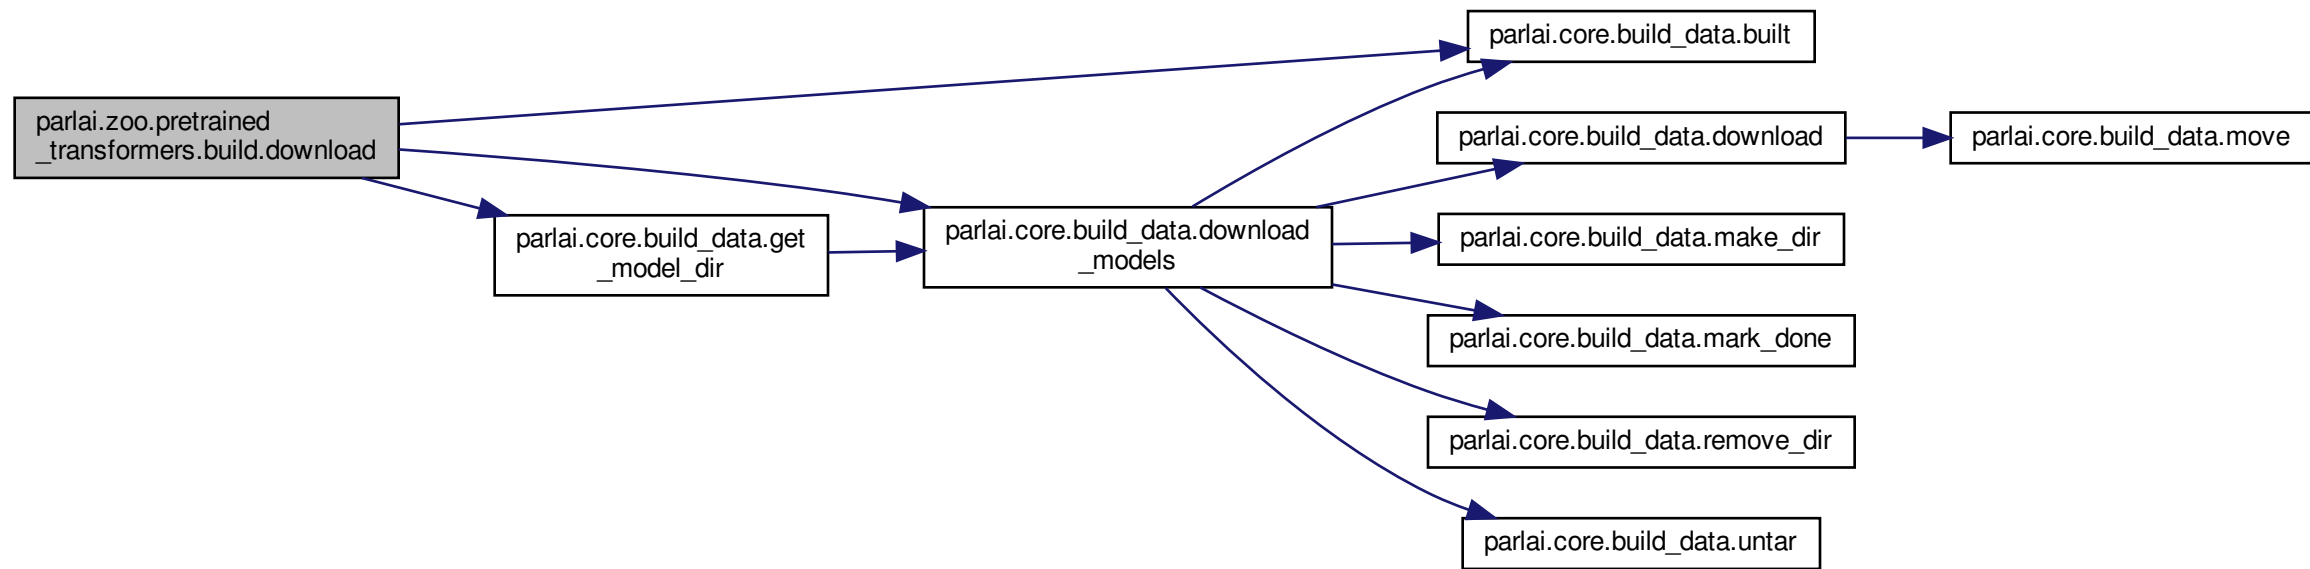 parlai.zoo.pretrained
_transformers.build.download
parlai.core.build_data.get
_model_dir
parlai.core.build_data.download
_models
parlai.core.build_data.built
parlai.core.build_data.download
parlai.core.build_data.move
parlai.core.build_data.make_dir
parlai.core.build_data.mark_done
parlai.core.build_data.remove_dir
parlai.core.build_data.untar